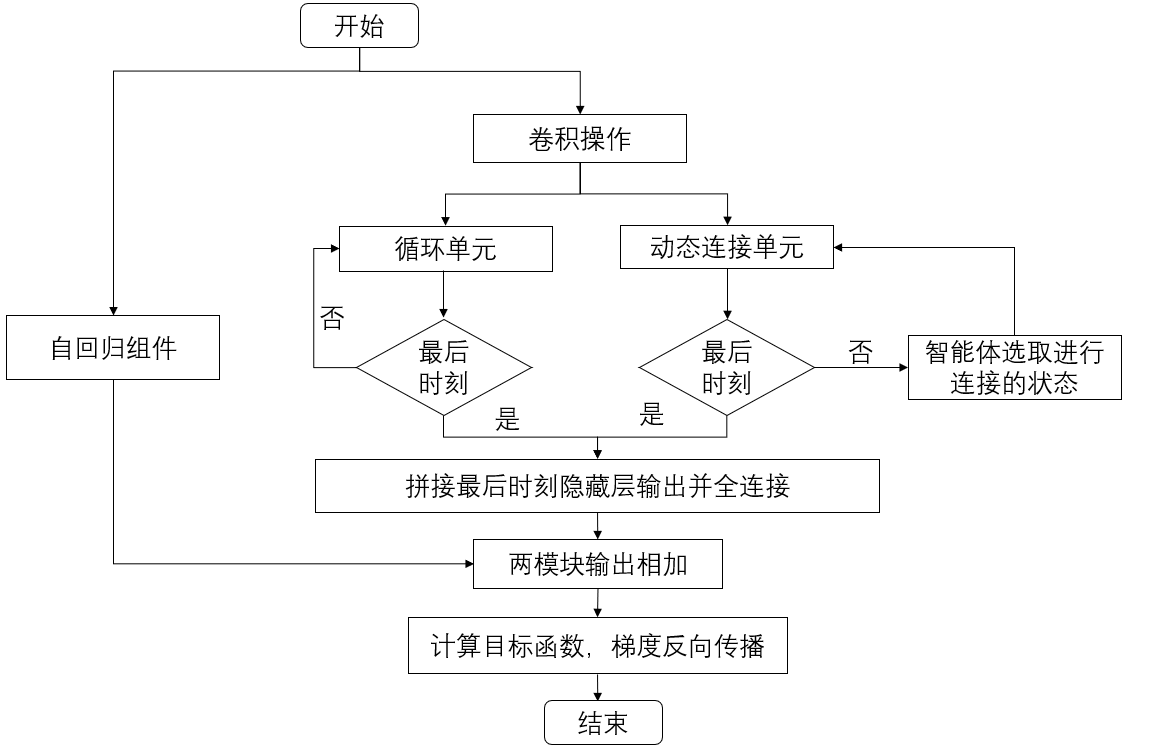 开始
卷积操作
循环单元
动态连接单元
否
自回归组件
最后
时刻
最后
时刻
否
智能体选取进行
连接的状态
是
是
拼接最后时刻隐藏层输出并全连接
两模块输出相加
计算目标函数，梯度反向传播
结束